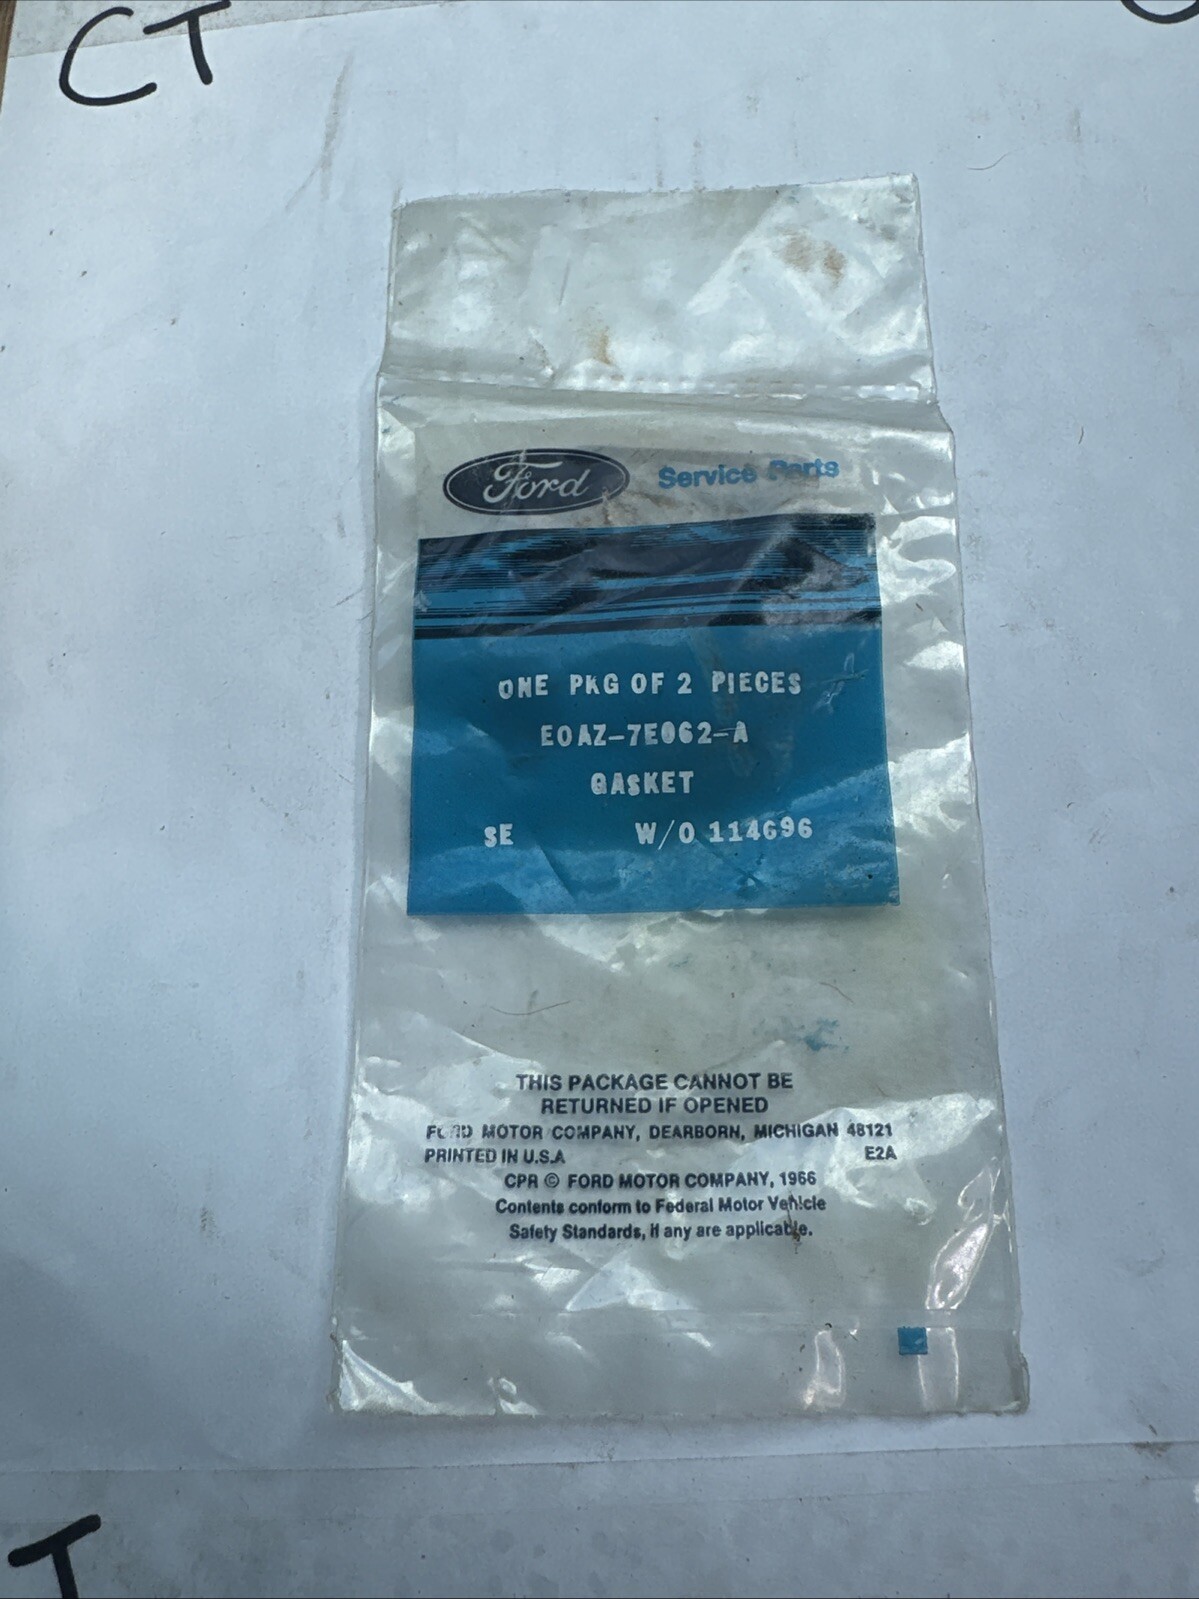 CT
Ford Service Parts
ONE PKG OF 2 PIECES
E0AZ-7E062-A
GASKET
SE W/O 114696
THIS PACKAGE CANNOT BE
RETURNED IF OPENED
FORD MOTOR COMPANY, DEARBORN, MICHIGAN 48121
PRINTED IN U.S.A E2A
CPR © FORD MOTOR COMPANY, 1966
Contents conform to Federal Motor Vehicle
Safety Standards, if any are applicable.
T